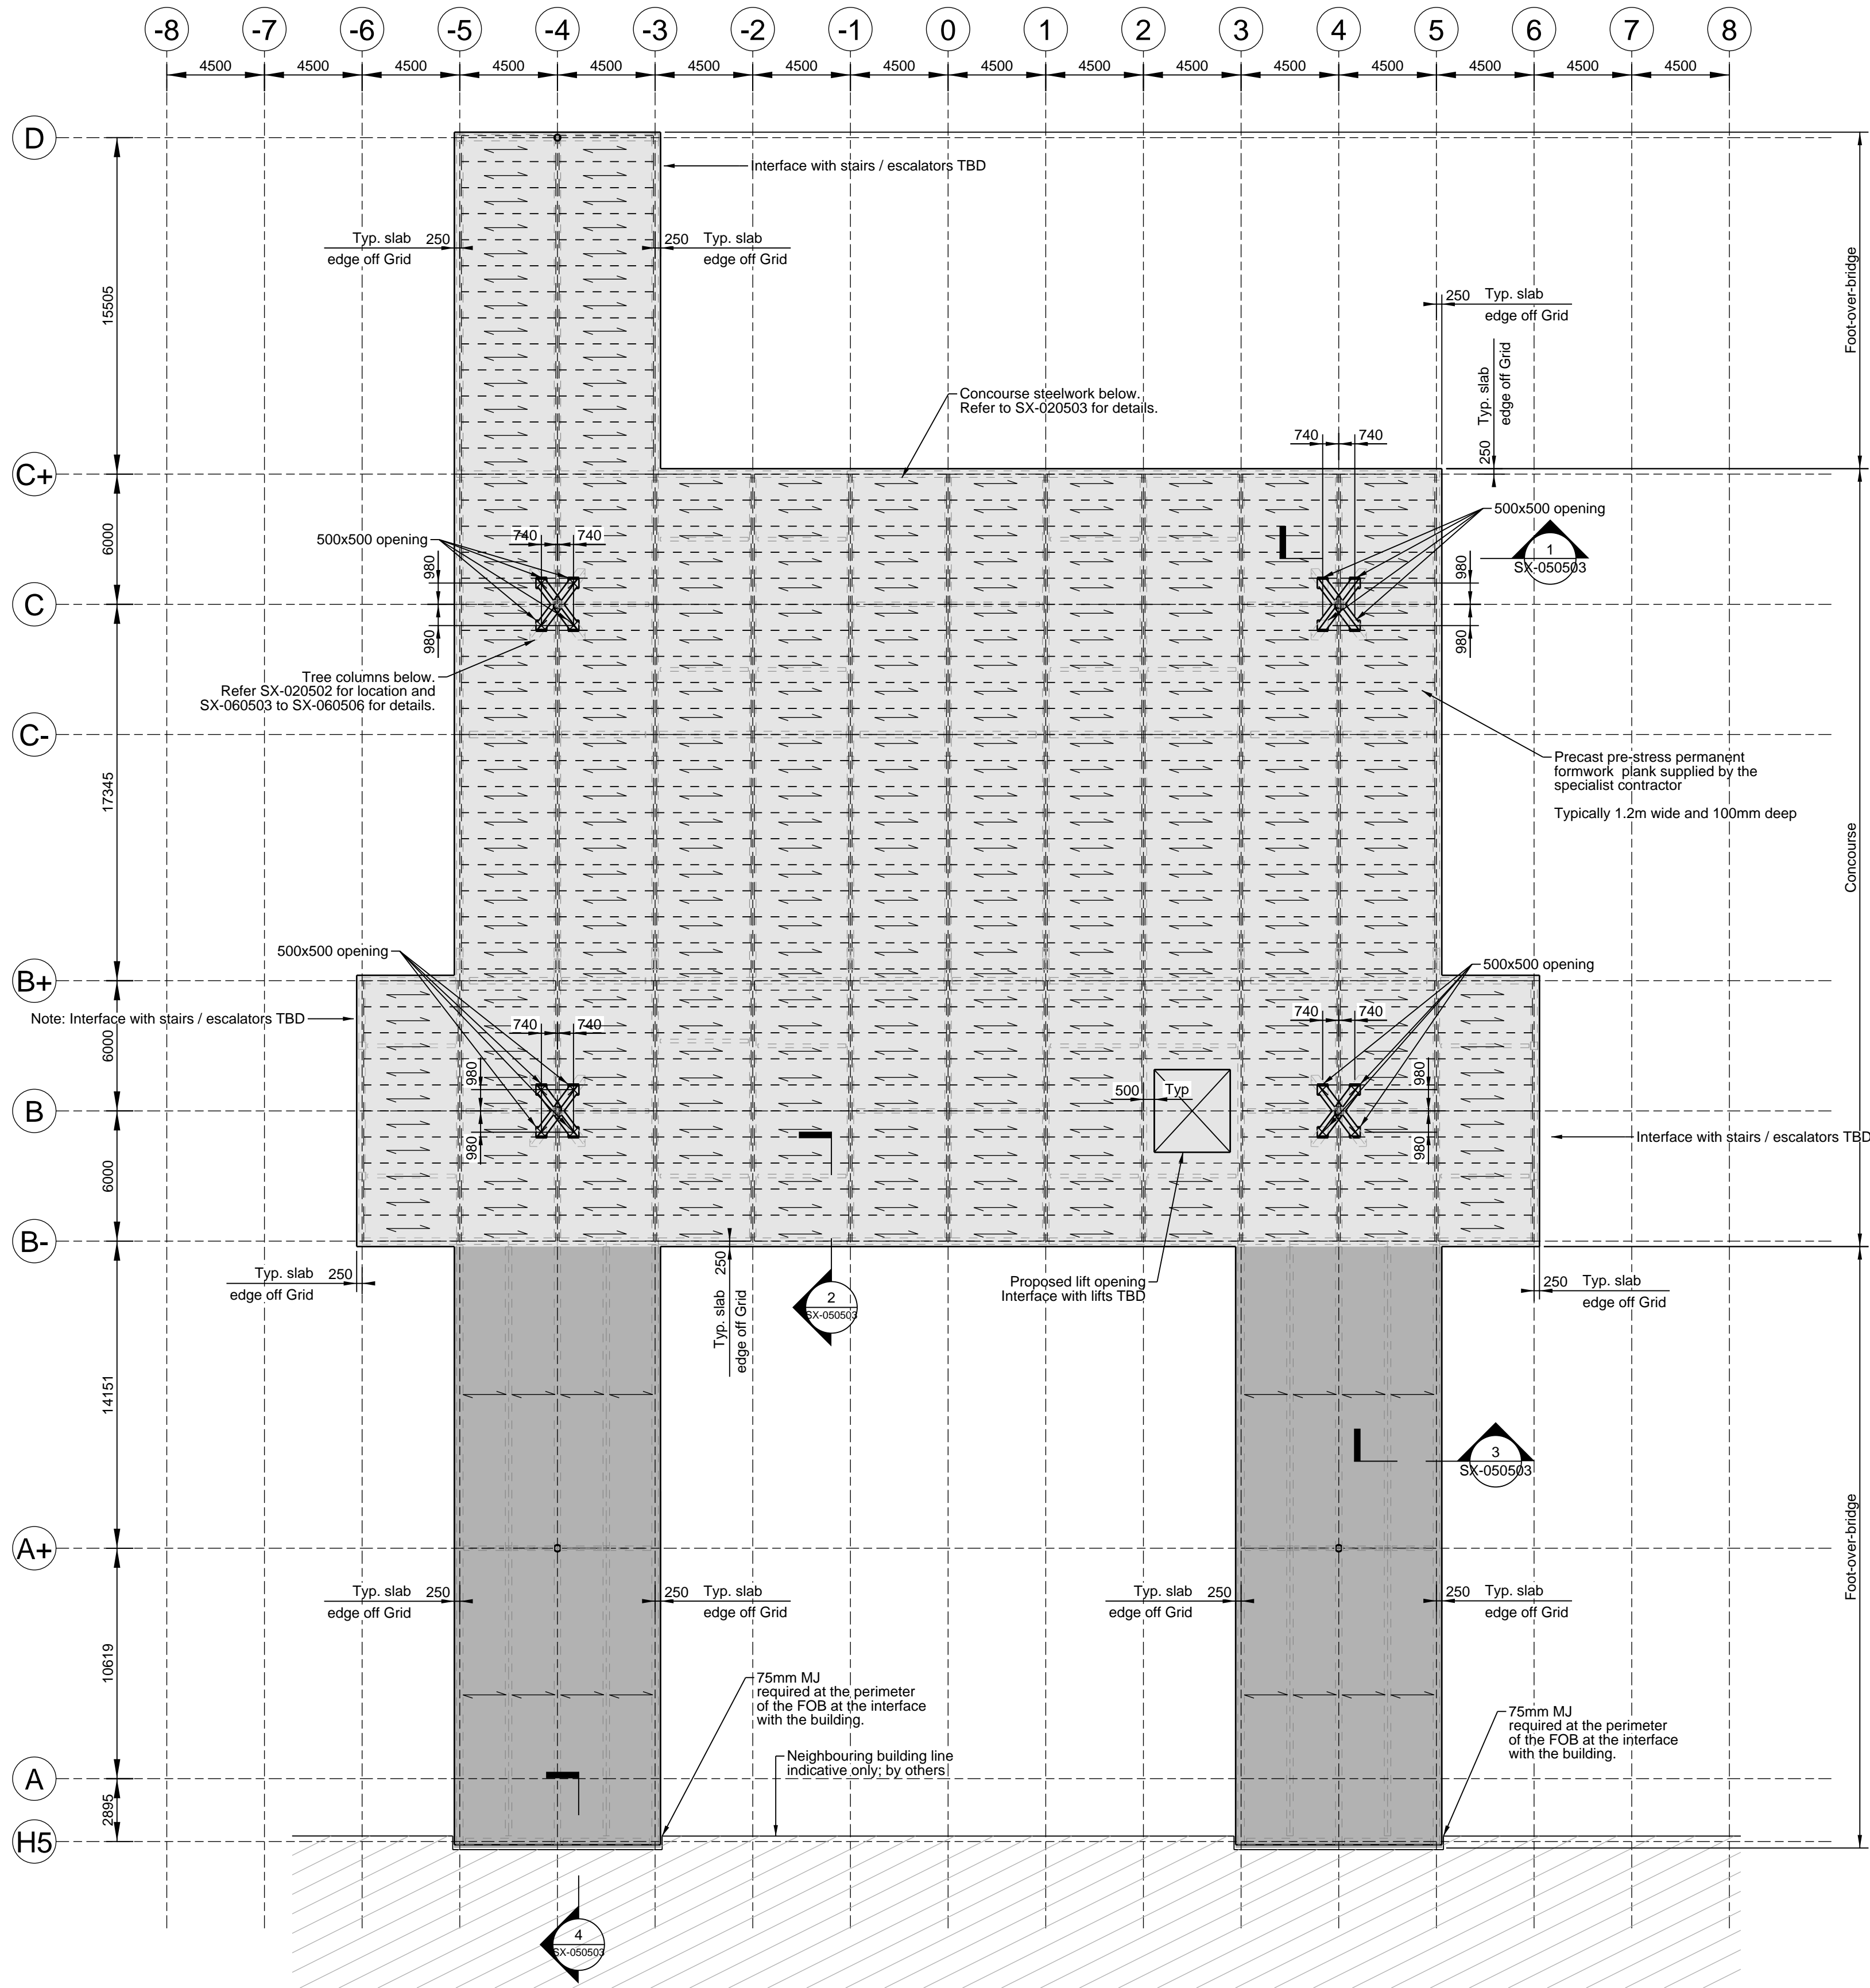 -8 -7 -6 -5 -4 -3 -2 -1 0 1 2 3 4 5 6 7 8
4500 4500 4500 4500 4500 4500 4500 4500 4500 4500 4500 4500 4500 4500 4500 4500
D
Interface with stairs / escalators TBD
Typ. slab 250
edge off Grid
250 Typ. slab
edge off Grid
15505
Foot-over-bridge
250 Typ. slab
edge off Grid
250 Typ. slab
edge off Grid
Concourse steelwork below.
Refer to SX-020503 for details.
740 740
C+
6000
500x500 opening
740 740
980
980
500x500 opening
1
SX-050503
980
980
C
Tree columns below.
Refer SX-020502 for location and
SX-060503 to SX-060506 for details.
C-
17345
Precast pre-stress permanent
formwork plank supplied by the
specialist contractor
Typically 1.2m wide and 100mm deep
Concourse
500x500 opening
500x500 opening
B+
Note: Interface with stairs / escalators TBD
6000
740 740
740 740
980
980
980
980
500 Typ
B
Interface with stairs / escalators TBD
6000
B-
Typ. slab 250
edge off Grid
250
Typ. slab
edge off Grid
2
SX-050503
Proposed lift opening
Interface with lifts TBD
250 Typ. slab
edge off Grid
14151
3
SX-050503
Foot-over-bridge
A+
Typ. slab 250
edge off Grid
250 Typ. slab
edge off Grid
Typ. slab 250
edge off Grid
250 Typ. slab
edge off Grid
10619
75mm MJ
required at the perimeter
of the FOB at the interface
with the building.
75mm MJ
required at the perimeter
of the FOB at the interface
with the building.
Neighbouring building line
indicative only; by others
A
2895
H5
4
SX-050503